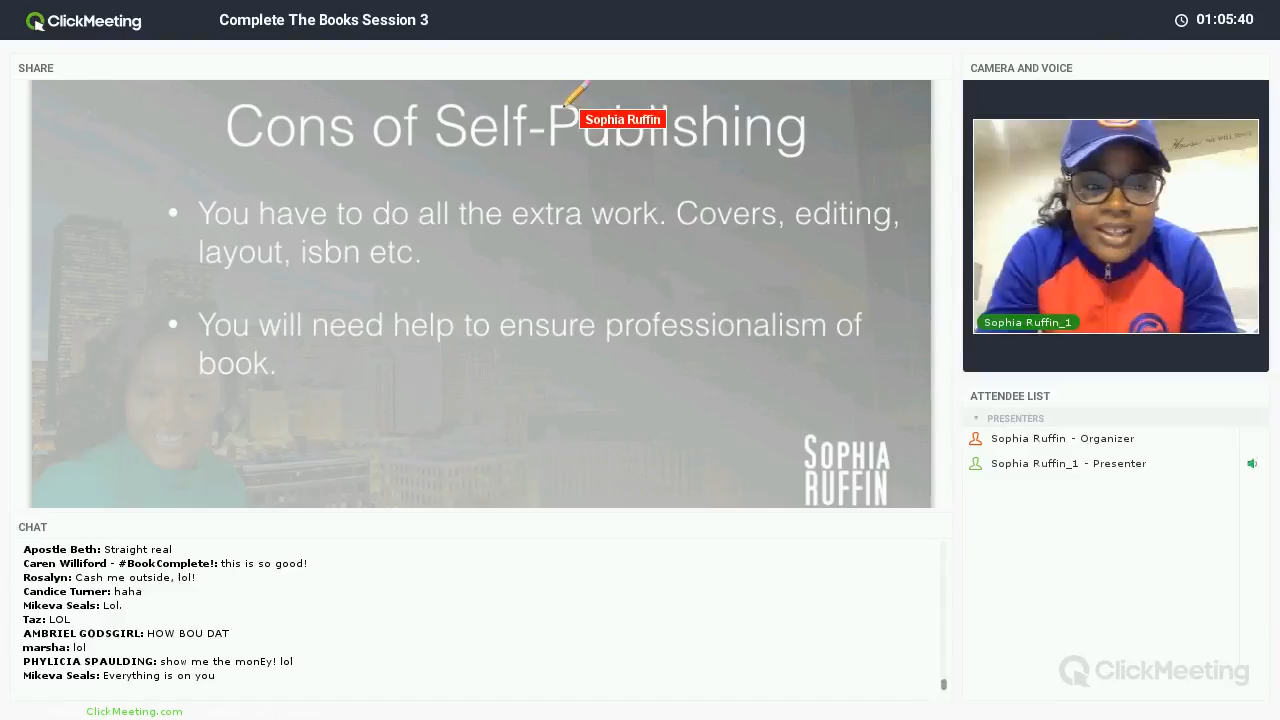 ClickMeeting
Complete The Books Session 3
01:05:40
SHARE
Cons of Self-Publishing
Sophia Ruffin
• You have to do all the extra work. Covers, editing,
layout, isbn etc.
• You will need help to ensure professionalism of
book.
SOPHIA
RUFFIN
CAMERA AND VOICE
Sophia Ruffin_1
ATTENDEE LIST
PRESENTERS
Sophia Ruffin - Organizer
Sophia Ruffin_1 - Presenter
CHAT
Apostle Beth: Straight real
Caren Williford - #BookComplete!: this is so good!
Rosalyn: Cash me outside, lol!
Candice Turner: haha
Mikeva Seals: Lol.
Taz: LOL
AMBRIEL GODSGIRL: HOW BOU DAT
marsha: lol
PHYLICIA SPAULDING: show me the monEy! lol
Mikeva Seals: Everything is on you
ClickMeeting
ClickMeeting.com